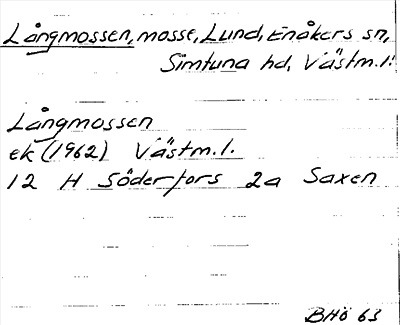 Långmossen, mosse, Lund, Enåkers sn,
Simtuna hd, Västm.l.
Långmossen
ek (1962) Västm.l.
12 H Söderfors 2a Saxen
BHÖ 63